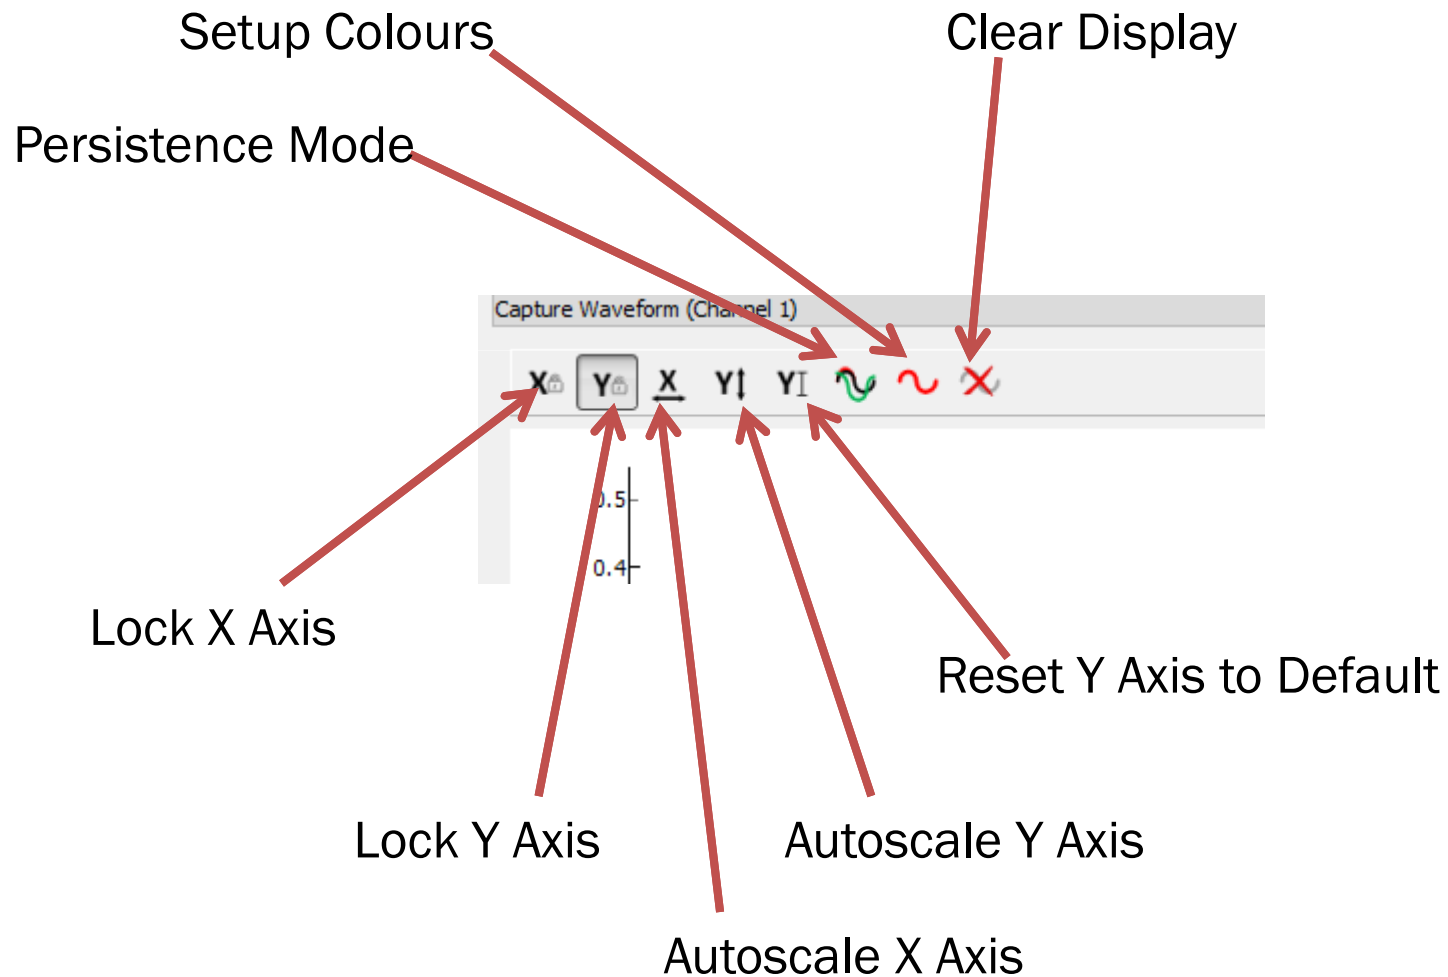 Setup Colours
Clear Display
Persistence Mode
Capture Waveform (Channel 1)
X
Y
X
Y
Y
0.5
0.4
Lock X Axis
Reset Y Axis to Default
Lock Y Axis
Autoscale Y Axis
Autoscale X Axis